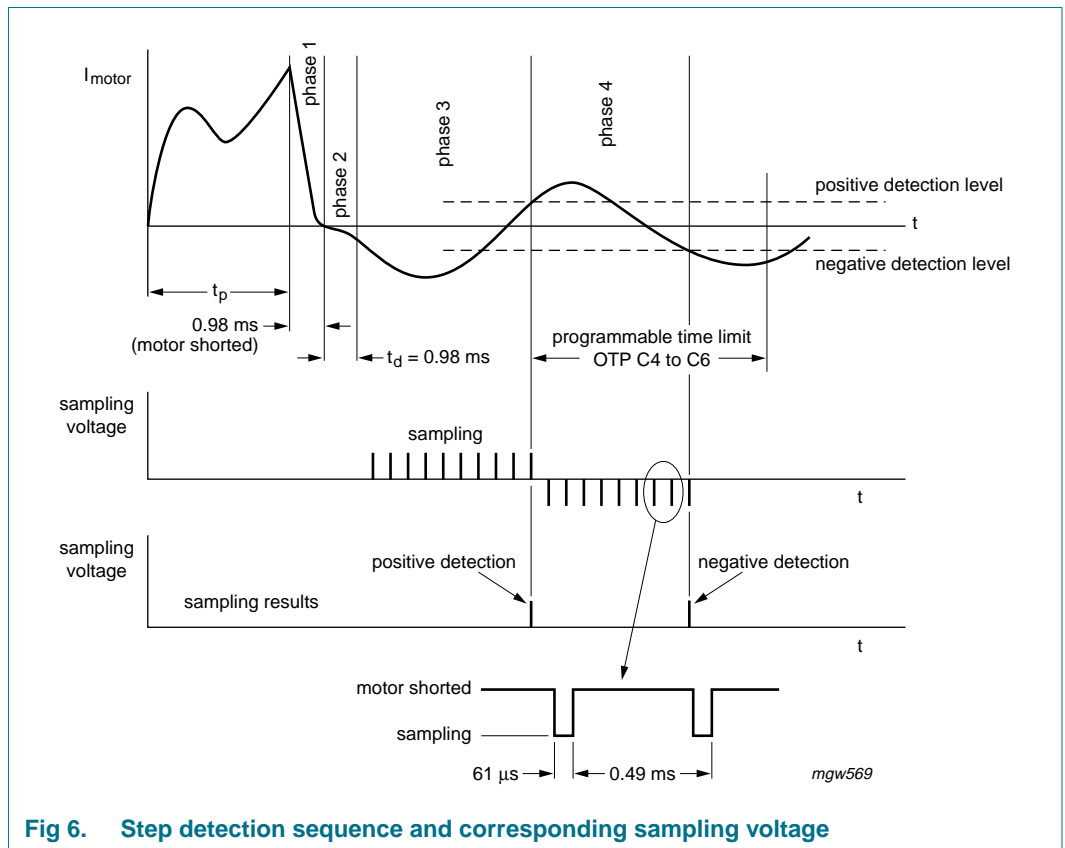 I motor
phase 1
phase 2
phase 3
phase 4
positive detection level
t
negative detection level
tp
0.98 ms
(motor shorted)
td = 0.98 ms
programmable time limit
OTP C4 to C6
sampling
voltage
sampling
t
sampling
voltage
positive detection
negative detection
sampling results
t
motor shorted
sampling
61 μs
0.49 ms
mgw569
Fig 6. Step detection sequence and corresponding sampling voltage